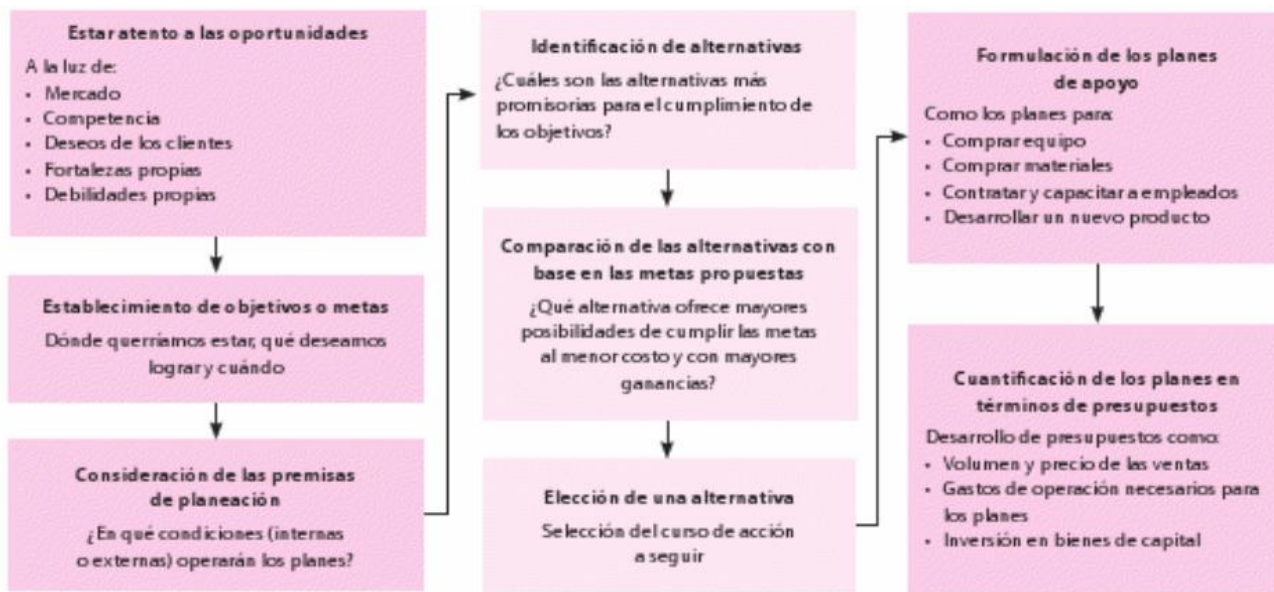 Estar atento a las oportunidades
A la luz de:
• Mercado
• Competencia
• Deseos de los clientes
• Fortalezas propias
• Debilidades propias
Establecimiento de objetivos o metas
Dónde querríamos estar, qué deseamos
lograr y cuándo
Consideración de las premisas
de planeación
¿En qué condiciones (internas
o externas) operarán los planes?
Identificación de alternativas
¿Cuáles son las alternativas más
promisorias para el cumplimiento de
los objetivos?
Comparación de las alternativas con
base en las metas propuestas
¿Qué alternativa ofrece mayores
posibilidades de cumplir las metas
al menor costo y con mayores
ganancias?
Elección de una alternativa
Selección del curso de acción
a seguir
Formulación de los planes
de apoyo
Como los planes para:
• Comprar equipo
• Comprar materiales
• Contratar y capacitar a empleados
• Desarrollar un nuevo producto
Cuantificación de los planes en
términos de presupuestos
Desarrollo de presupuestos como:
• Volumen y precio de las ventas
• Gastos de operación necesarios para
los planes
• Inversión en bienes de capital